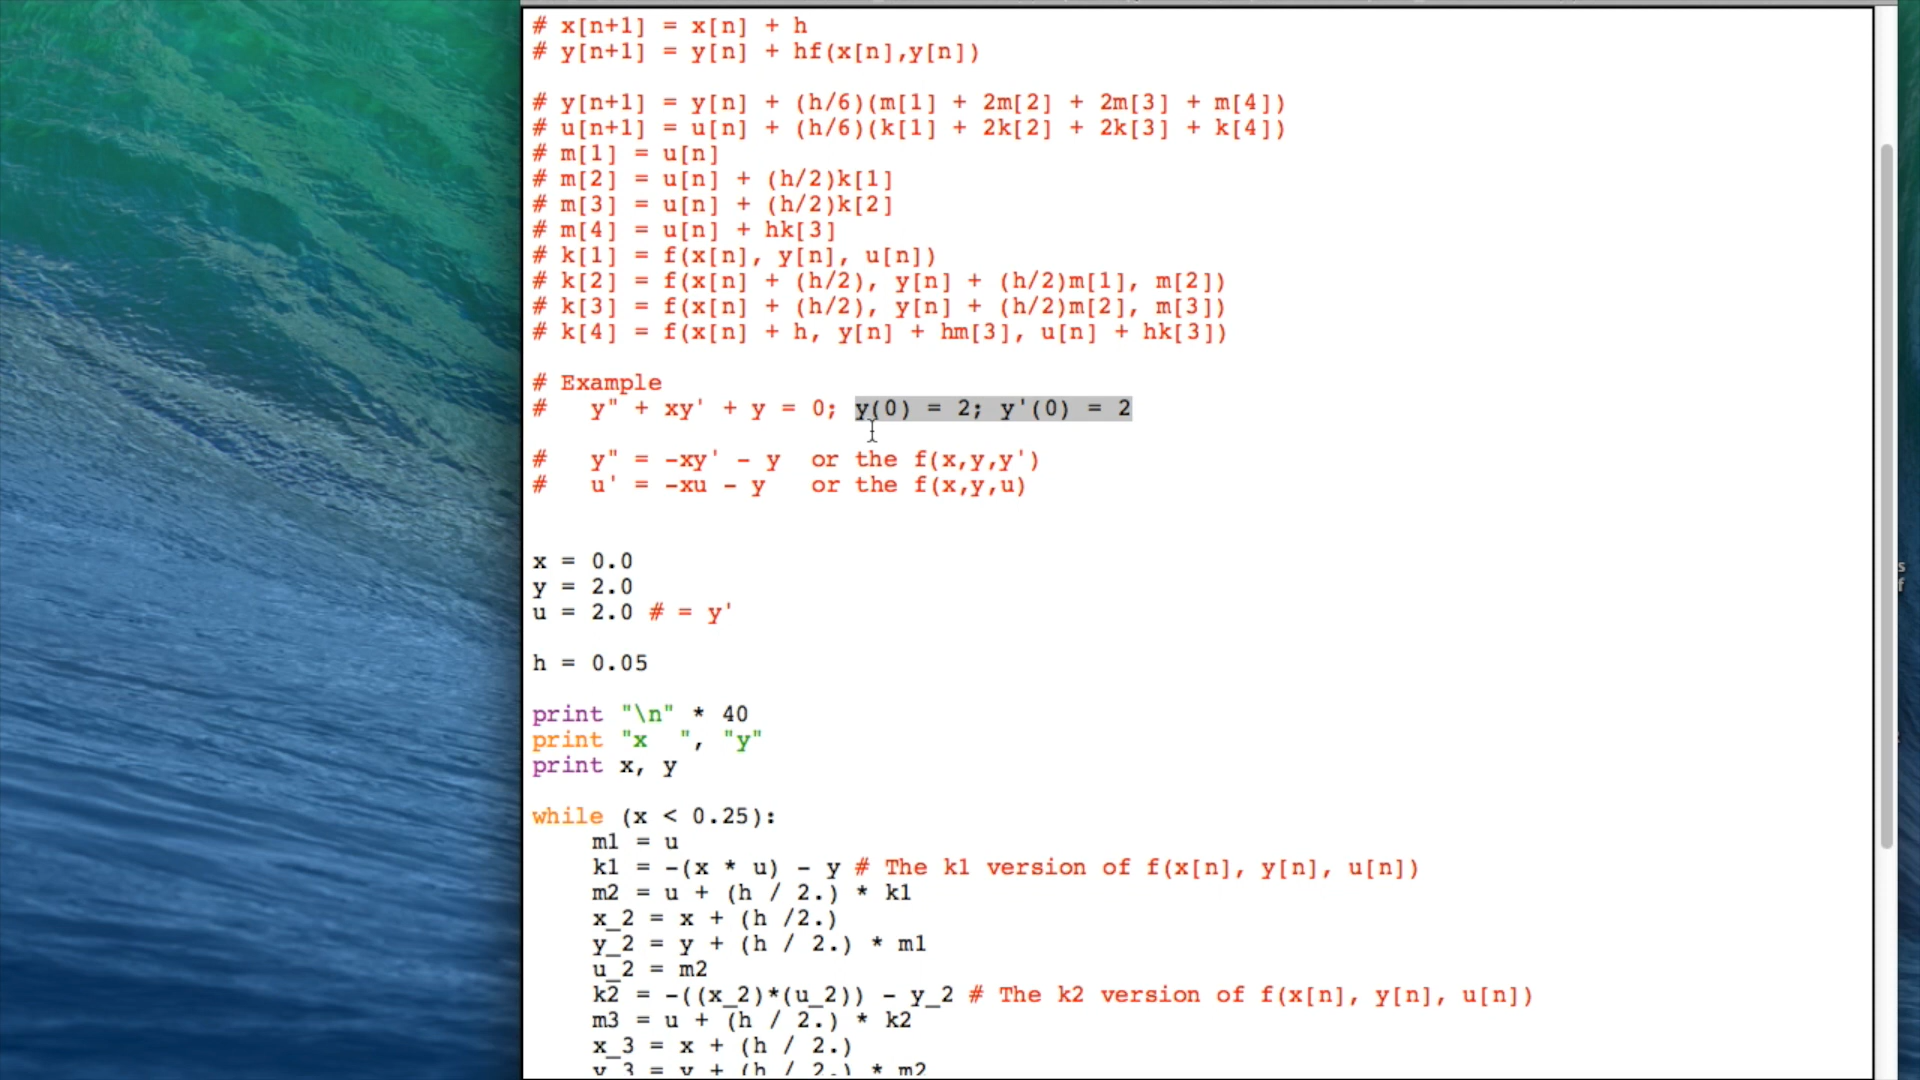 # x[n+1] = x[n] + h
# y[n+1] = y[n] + hf(x[n],y[n])
# y[n+1] = y[n] + (h/6)(m[1] + 2m[2] + 2m[3] + m[4])
# u[n+1] = u[n] + (h/6)(k[1] + 2k[2] + 2k[3] + k[4])
# m[1] = u[n]
# m[2] = u[n] + (h/2)k[1]
# m[3] = u[n] + (h/2)k[2]
# m[4] = u[n] + hk[3]
# k[1] = f(x[n], y[n], u[n])
# k[2] = f(x[n] + (h/2), y[n] + (h/2)m[1], m[2])
# k[3] = f(x[n] + (h/2), y[n] + (h/2)m[2], m[3])
# k[4] = f(x[n] + h, y[n] + hm[3], u[n] + hk[3])
# Example
#   y" + xy' + y = 0; y(0) = 2; y'(0) = 2
#   y" = -xy' - y  or the f(x,y,y')
#   u' = -xu - y   or the f(x,y,u)
x = 0.0
y = 2.0
u = 2.0 # = y'
h = 0.05
print "\n" * 40
print "x  ", "y"
print x, y
while (x < 0.25):
    m1 = u
    k1 = -(x * u) - y # The k1 version of f(x[n], y[n], u[n])
    m2 = u + (h / 2.) * k1
    x_2 = x + (h /2.)
    y_2 = y + (h / 2.) * m1
    u_2 = m2
    k2 = -((x_2)*(u_2)) - y_2 # The k2 version of f(x[n], y[n], u[n])
    m3 = u + (h / 2.) * k2
    x_3 = x + (h / 2.)
    y_3 = y + (h / 2.) * m2